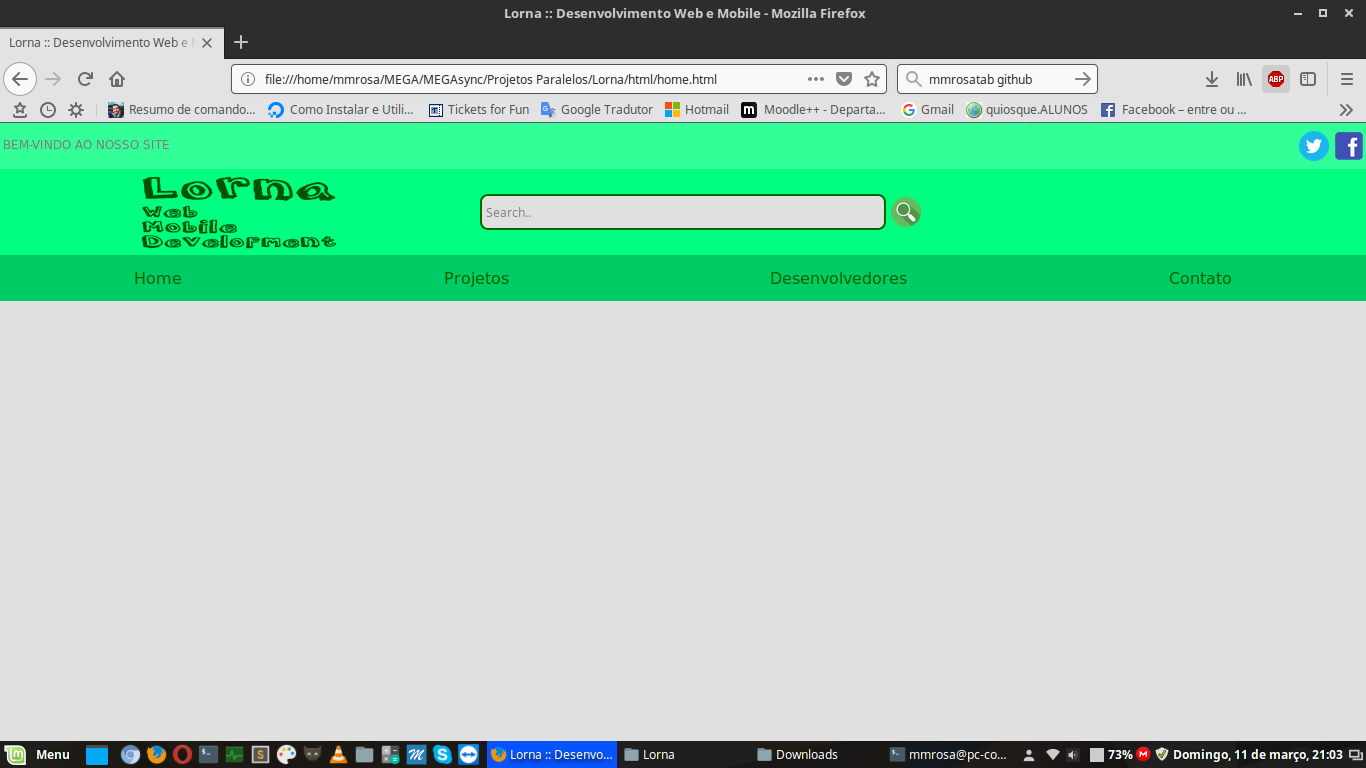 Lorna :: Desenvolvimento Web e Mobile - Mozilla Firefox
Lorna :: Desenvolvimento Web e
file:///home/mmrosa/MEGA/MEGAsync/Projetos Paralelos/Lorna/html/home.html
mmrosatab github
ABP
Resumo de comando... Como Instalar e Utili... Tickets for Fun Google Tradutor Hotmail Moodle++ - Departa... Gmail quiosque.ALUNOS Facebook – entre ou ...
BEM-VINDO AO NOSSO SITE
Lorna
Web
Mobile
Develorment
Search..
Home Projetos Desenvolvedores Contato
Menu Lorna :: Desenvo... Lorna Downloads mmrosa@pc-co... 73% Domingo, 11 de março, 21:03